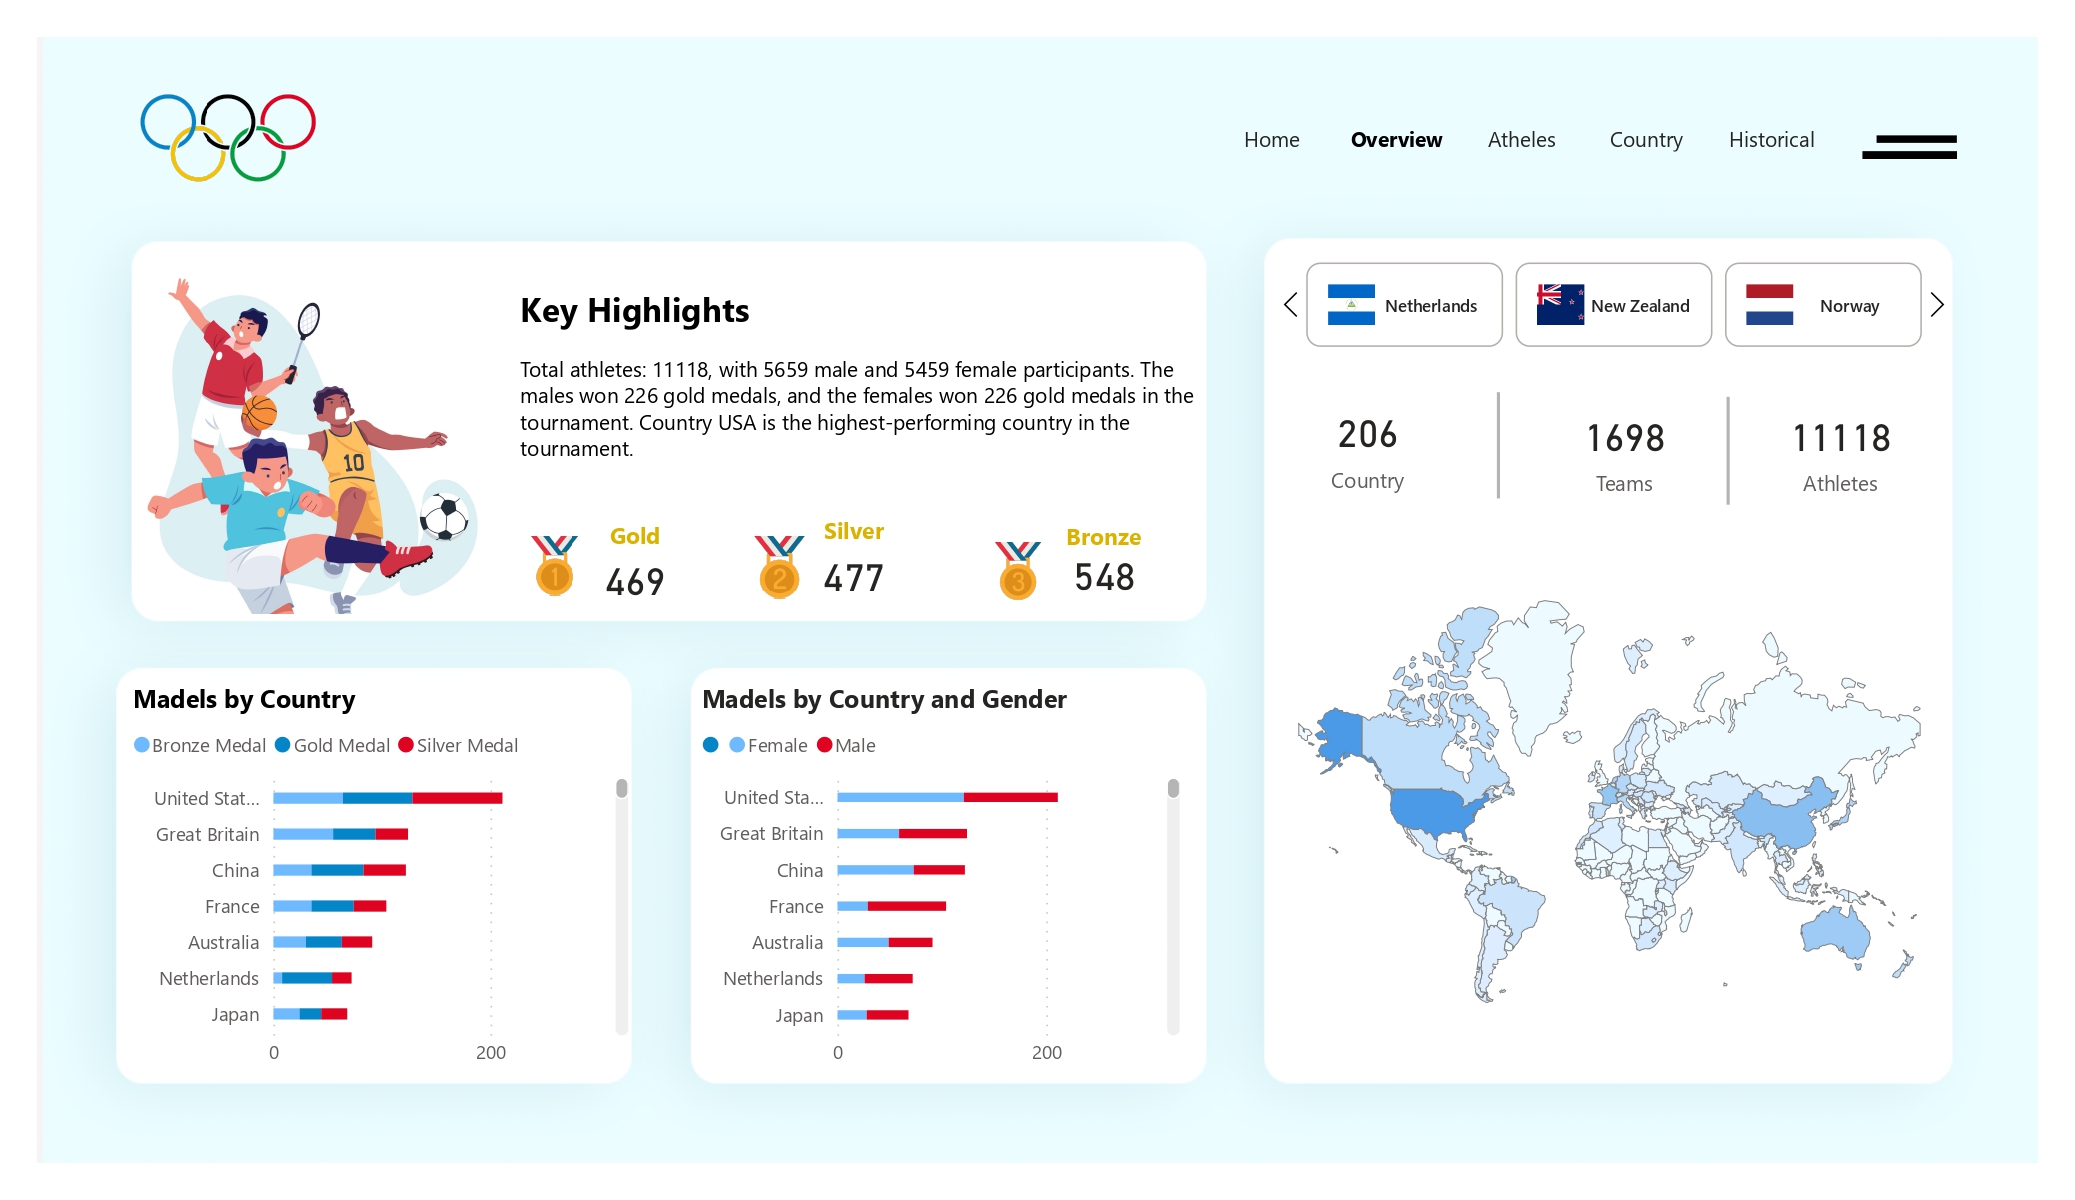 Home Overview Atheles Country Historical
Key Highlights
Total athletes: 11118, with 5659 male and 5459 female participants. The
males won 226 gold medals, and the females won 226 gold medals in the
tournament. Country USA is the highest-performing country in the
tournament.
10
1 Gold 469
2 Silver 477
3 Bronze 548
Netherlands
New Zealand
Norway
206
Country
1698
Teams
11118
Athletes
Madels by Country
Bronze Medal Gold Medal Silver Medal
United Stat...
Great Britain
China
France
Australia
Netherlands
Japan
0 200
Madels by Country and Gender
Female Male
United Sta...
Great Britain
China
France
Australia
Netherlands
Japan
0 200